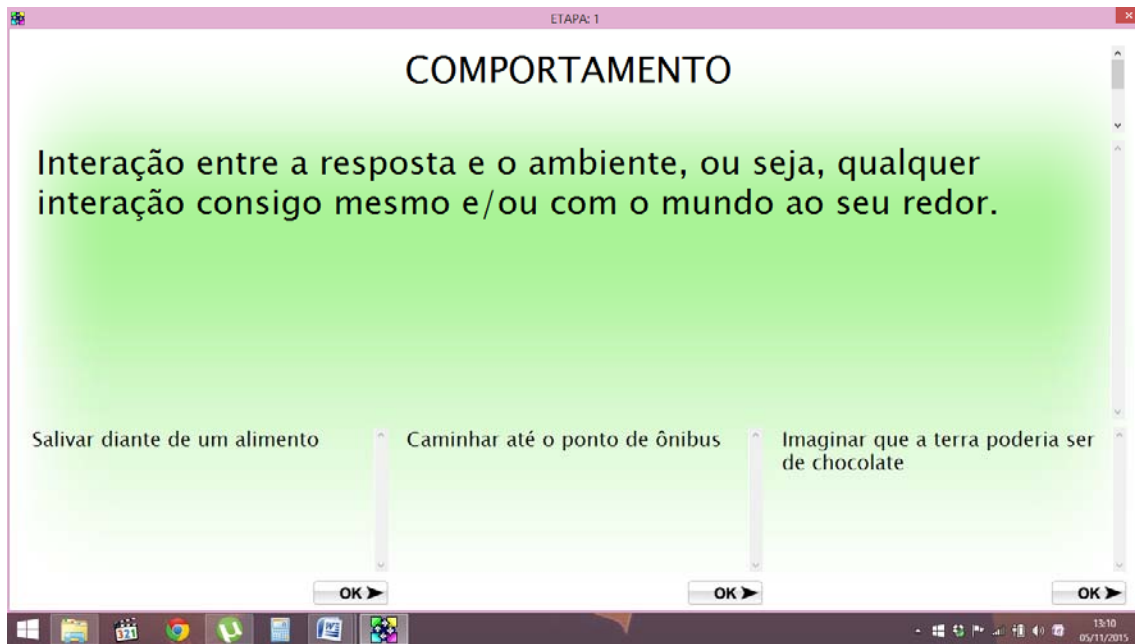 ETAPA: 1
COMPORTAMENTO
Interação entre a resposta e o ambiente, ou seja, qualquer
interação consigo mesmo e/ou com o mundo ao seu redor.
Salivar diante de um alimento
Caminhar até o ponto de ônibus
Imaginar que a terra poderia ser
de chocolate
OK
OK
OK
321
13:10
05/11/2015